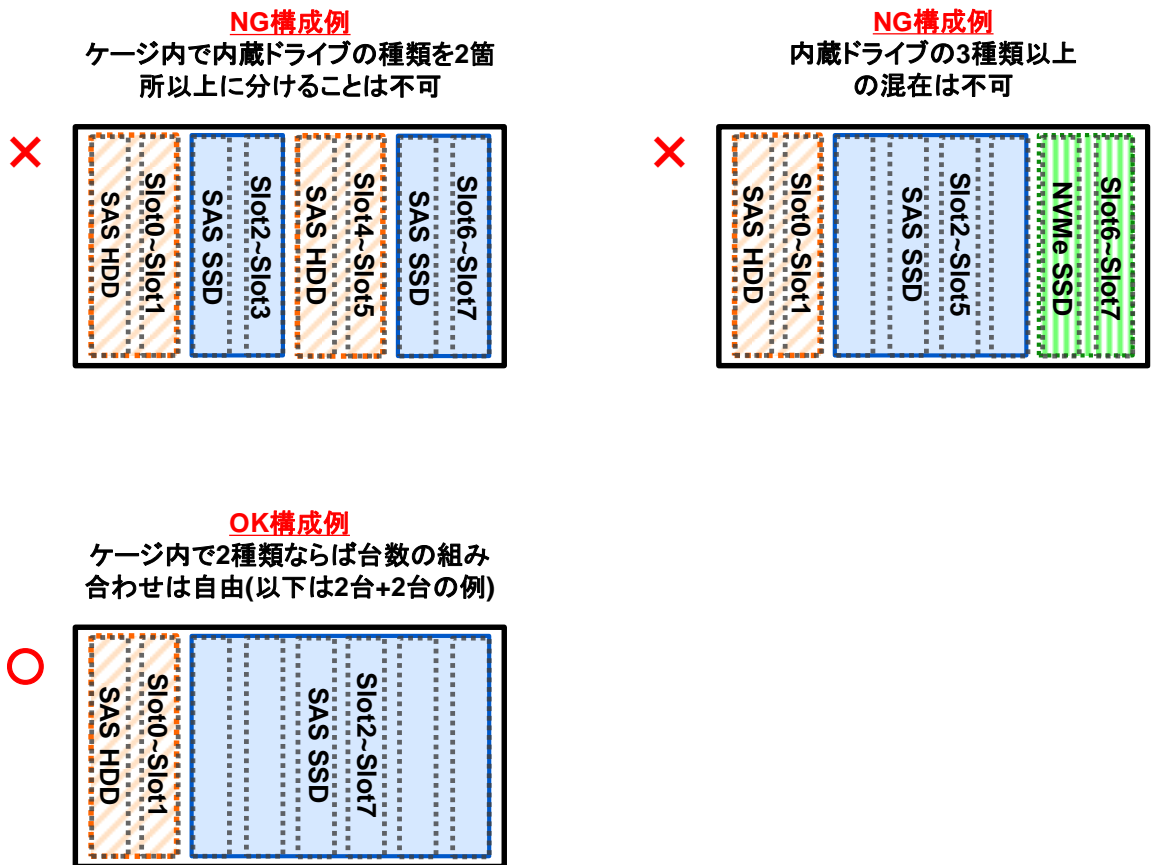 NG構成例
ケージ内で内蔵ドライブの種類を2箇
所以上に分けることは不可
×
Slot0~Slot1
SAS HDD
Slot2~Slot3
SAS SSD
Slot4~Slot5
SAS HDD
Slot6~Slot7
SAS SSD
NG構成例
内蔵ドライブの3種類以上
の混在は不可
×
Slot0~Slot1
SAS HDD
Slot2~Slot5
SAS SSD
Slot6~Slot7
NVMe SSD
OK構成例
ケージ内で2種類ならば台数の組み
合わせは自由(以下は2台+2台の例)
○
Slot0~Slot1
SAS HDD
Slot2~Slot7
SAS SSD